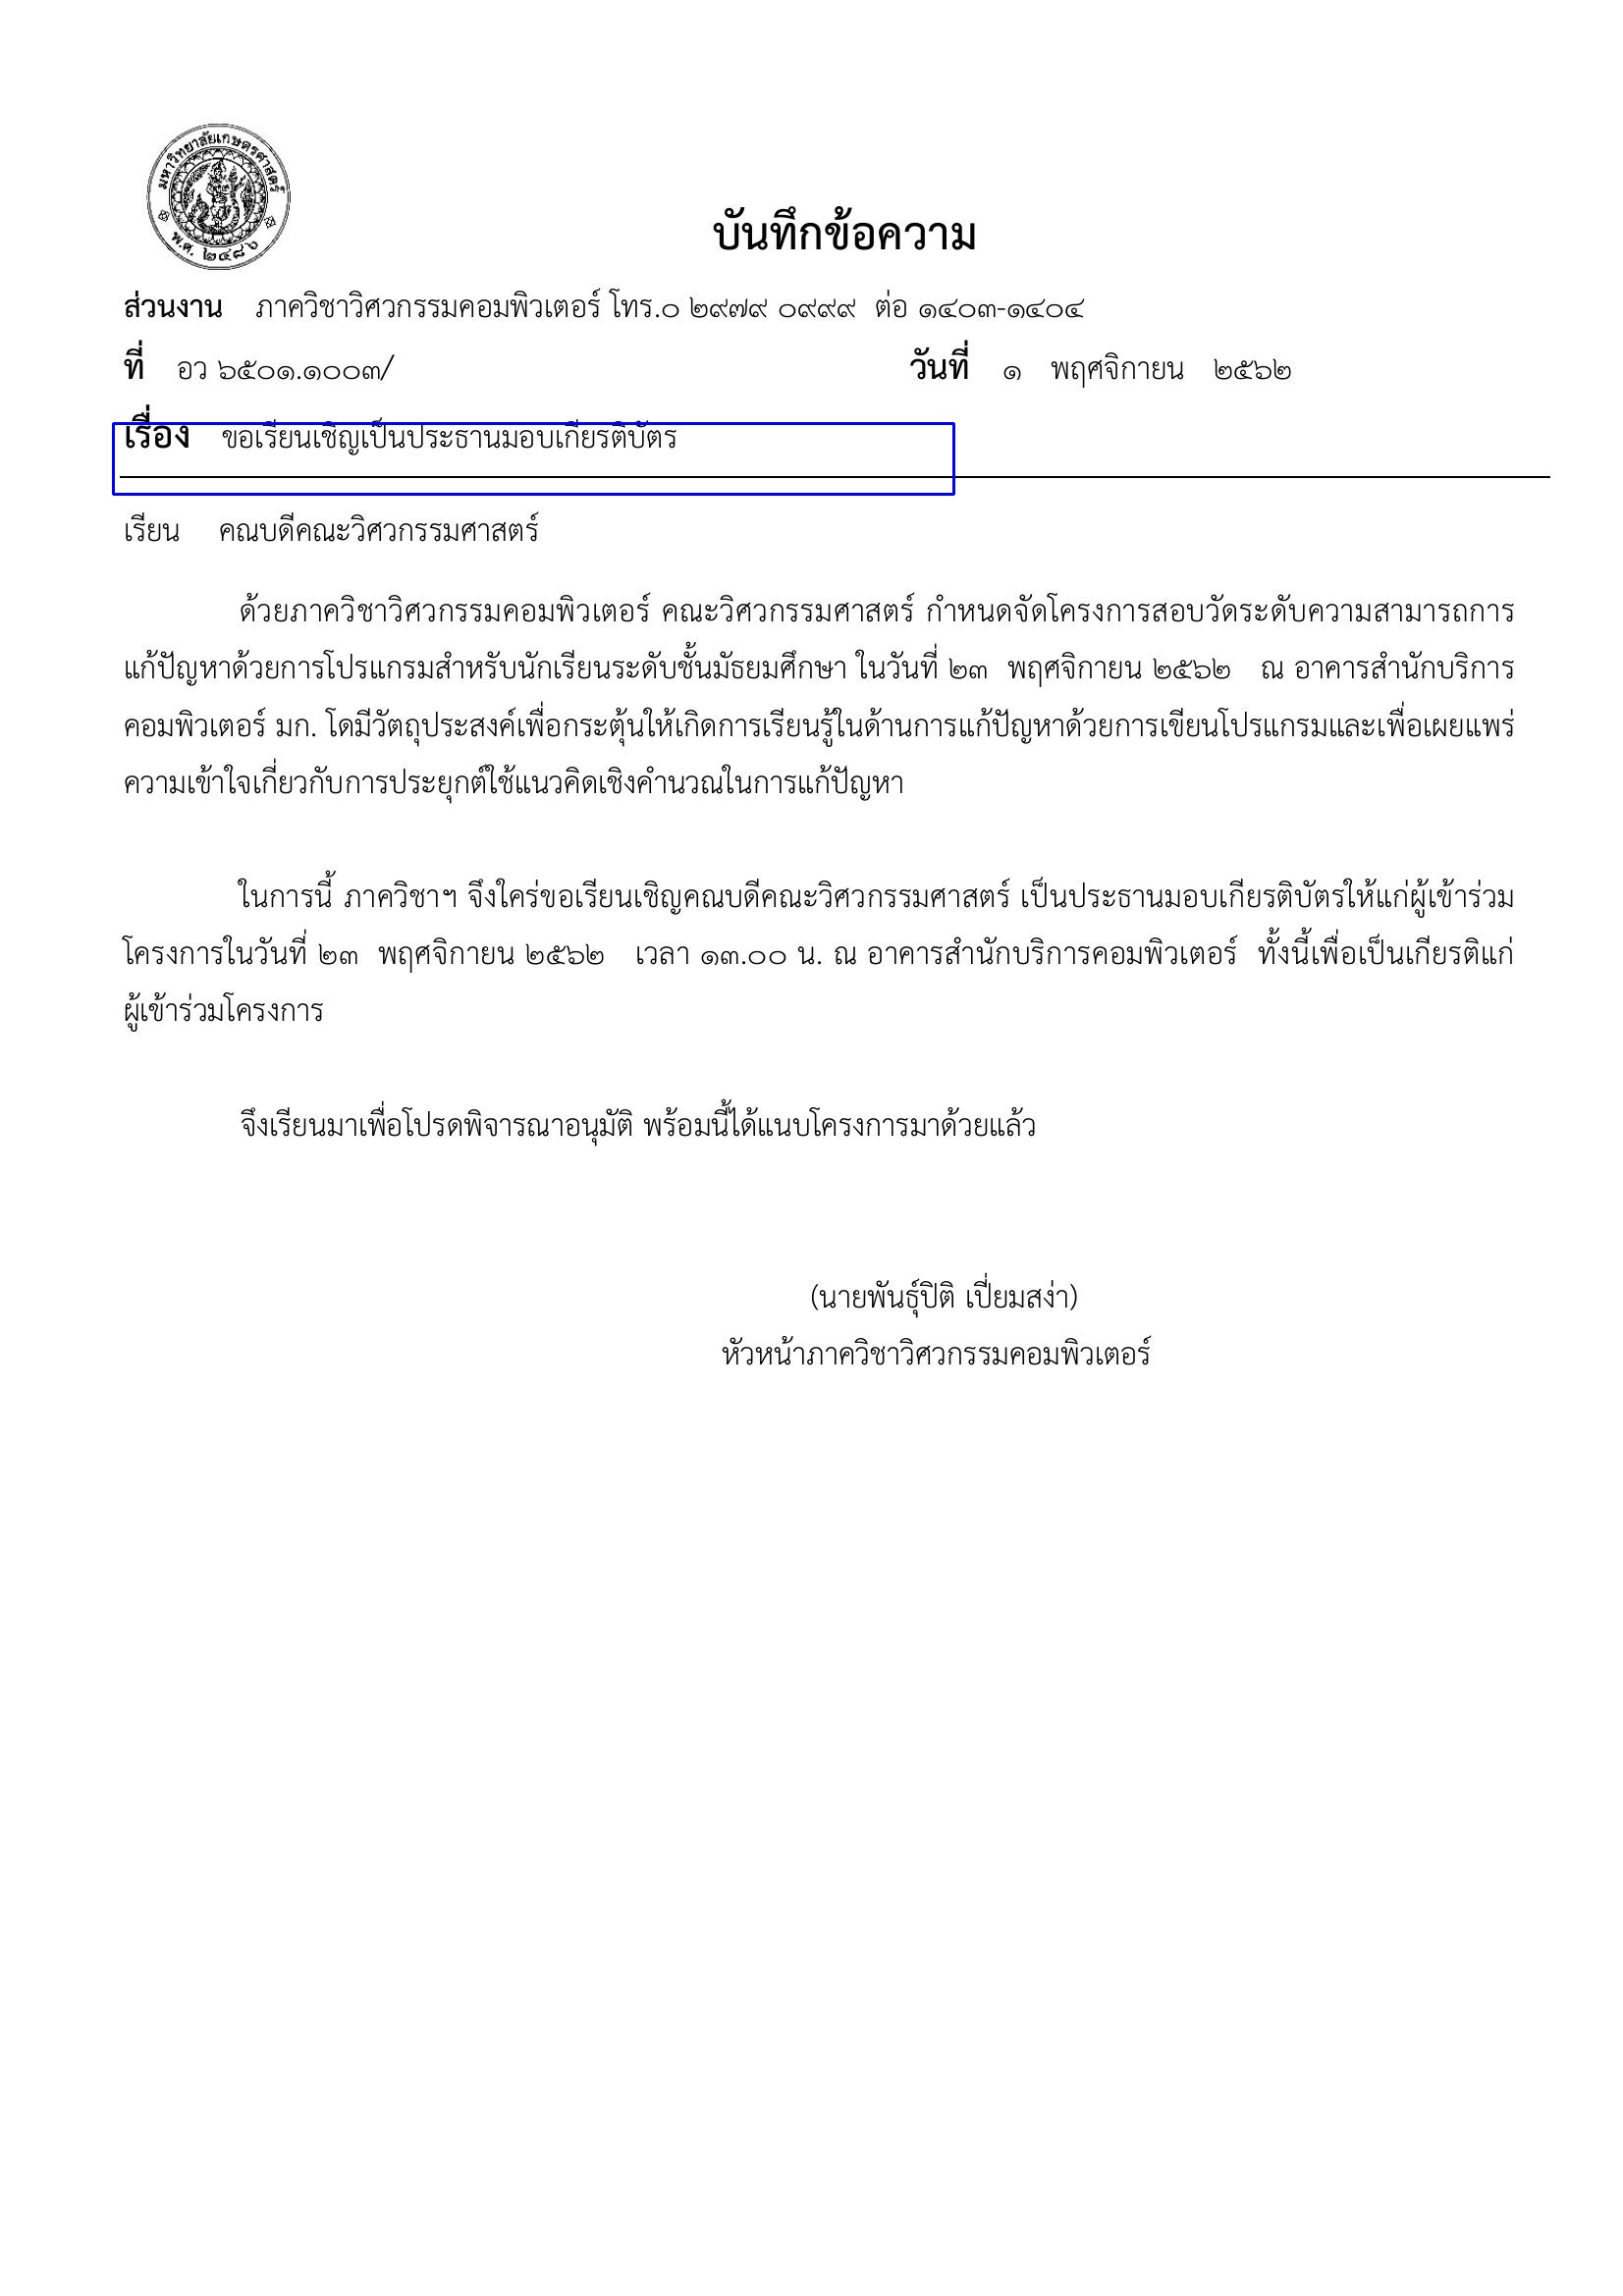 มหาวิทยาลัยเกษตรศาสตร์
พ.ศ. ๒๔๘๖
บันทึกข้อความ
ส่วนงาน ภาควิชาวิศวกรรมคอมพิวเตอร์ โทร.๐ ๒๙๗๙ ๐๙๙๙ ต่อ ๑๔๐๓-๑๔๐๔
ที่ อว ๖๕๐๑.๑๐๐๓/ วันที่ ๑ พฤศจิกายน ๒๕๖๒
เรื่อง ขอเรียนเชิญเป็นประธานมอบเกียรติบัตร
เรียน คณบดีคณะวิศวกรรมศาสตร์
ด้วยภาควิชาวิศวกรรมคอมพิวเตอร์ คณะวิศวกรรมศาสตร์ กำหนดจัดโครงการสอบวัดระดับความสามารถการ
แก้ปัญหาด้วยการโปรแกรมสำหรับนักเรียนระดับชั้นมัธยมศึกษา ในวันที่ ๒๓ พฤศจิกายน ๒๕๖๒ ณ อาคารสำนักบริการ
คอมพิวเตอร์ มก. โดมีวัตถุประสงค์เพื่อกระตุ้นให้เกิดการเรียนรู้ในด้านการแก้ปัญหาด้วยการเขียนโปรแกรมและเพื่อเผยแพร่
ความเข้าใจเกี่ยวกับการประยุกต์ใช้แนวคิดเชิงคำนวณในการแก้ปัญหา
ในการนี้ ภาควิชาฯ จึงใคร่ขอเรียนเชิญคณบดีคณะวิศวกรรมศาสตร์ เป็นประธานมอบเกียรติบัตรให้แก่ผู้เข้าร่วม
โครงการในวันที่ ๒๓ พฤศจิกายน ๒๕๖๒ เวลา ๑๓.๐๐ น. ณ อาคารสำนักบริการคอมพิวเตอร์ ทั้งนี้เพื่อเป็นเกียรติแก่
ผู้เข้าร่วมโครงการ
จึงเรียนมาเพื่อโปรดพิจารณาอนุมัติ พร้อมนี้ได้แนบโครงการมาด้วยแล้ว
(นายพันธุ์ปิติ เปี่ยมสง่า)
หัวหน้าภาควิชาวิศวกรรมคอมพิวเตอร์